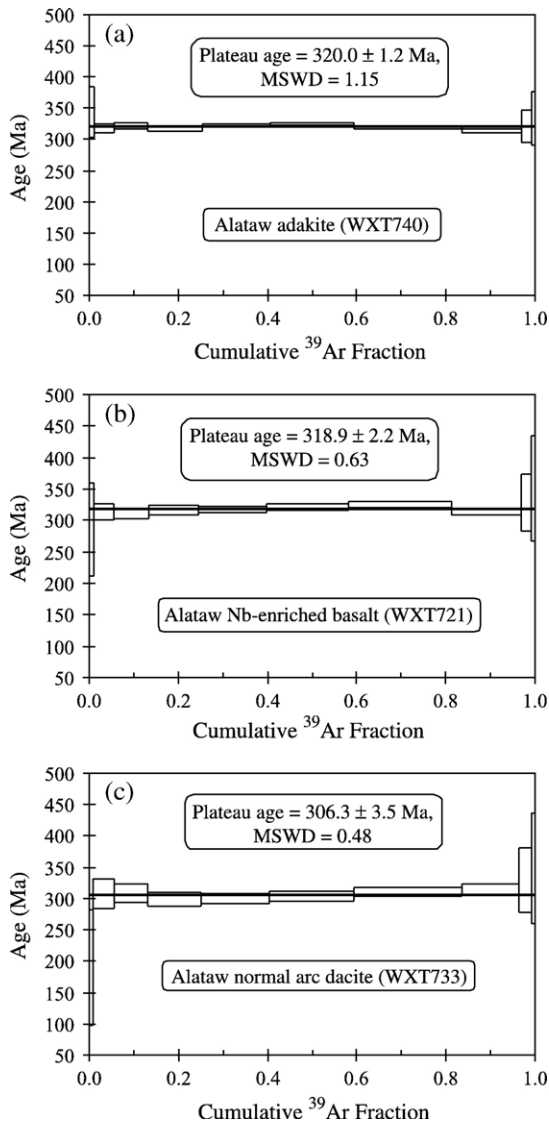 (a)
Plateau age = 320.0 ± 1.2 Ma,
MSWD = 1.15
Alataw adakite (WXT740)
Age (Ma)
500
450
400
350
300
250
200
150
100
50
0.0 0.2 0.4 0.6 0.8 1.0
Cumulative ³⁹Ar Fraction
(b)
Plateau age = 318.9 ± 2.2 Ma,
MSWD = 0.63
Alataw Nb-enriched basalt (WXT721)
Age (Ma)
500
450
400
350
300
250
200
150
100
50
0.0 0.2 0.4 0.6 0.8 1.0
Cumulative ³⁹Ar Fraction
(c)
Plateau age = 306.3 ± 3.5 Ma,
MSWD = 0.48
Alataw normal arc dacite (WXT733)
Age (Ma)
500
450
400
350
300
250
200
150
100
50
0.0 0.2 0.4 0.6 0.8 1.0
Cumulative ³⁹Ar Fraction